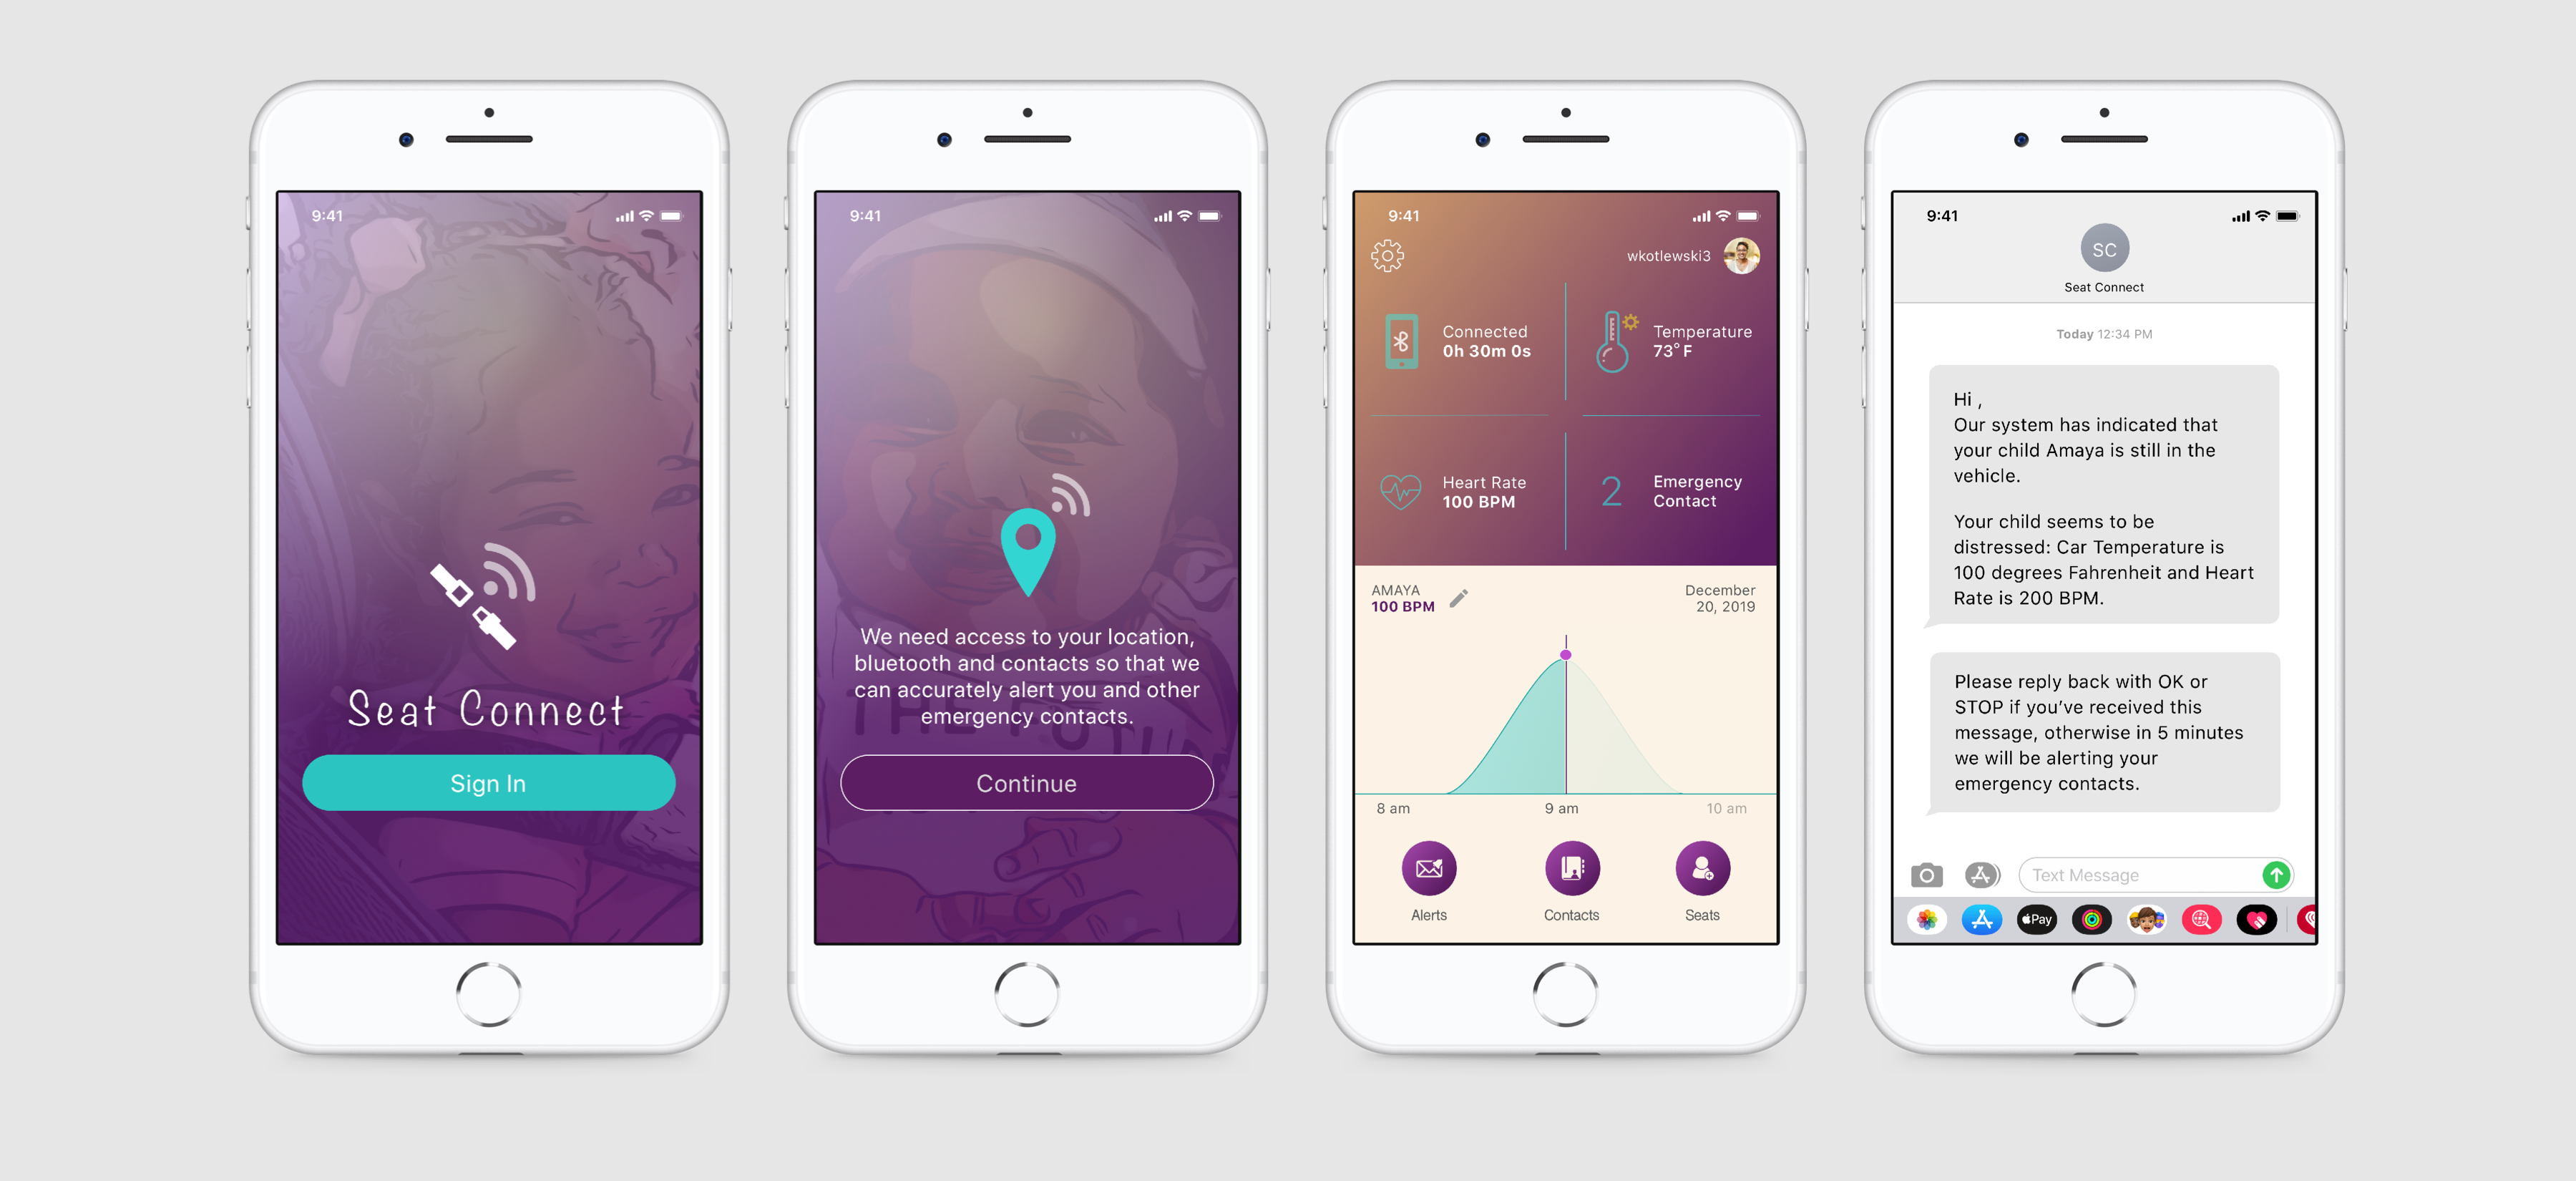 9:41
Seat Connect
Sign In
9:41
We need access to your location,
bluetooth and contacts so that we
can accurately alert you and other
emergency contacts.
THE FUTU
Continue
9:41
wkotlewski3
Connected
0h 30m 0s
Temperature
73° F
Heart Rate
100 BPM
2
Emergency
Contact
AMAYA
100 BPM
December
20, 2019
8 am
9 am
10 am
Alerts
Contacts
Seats
9:41
SC
Seat Connect
Today 12:34 PM
Hi ,
Our system has indicated that
your child Amaya is still in the
vehicle.
Your child seems to be
distressed: Car Temperature is
100 degrees Fahrenheit and Heart
Rate is 200 BPM.
Please reply back with OK or
STOP if you’ve received this
message, otherwise in 5 minutes
we will be alerting your
emergency contacts.
Text Message
Pay